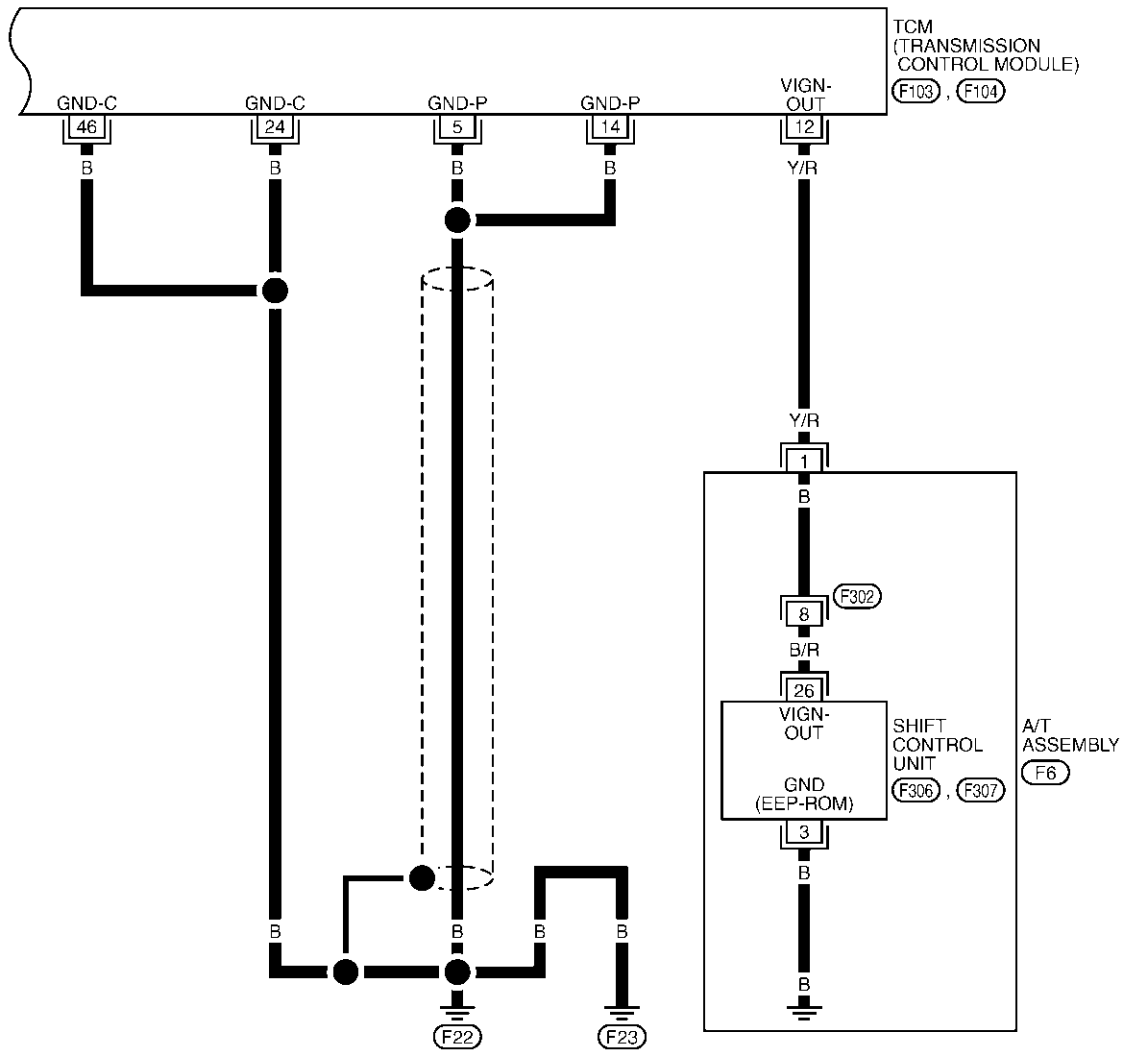 TCM
(TRANSMISSION
CONTROL MODULE)
F103 , F104
GND-C GND-C GND-P GND-P VIGN-
OUT
46 24 5 14 12
B B B B Y/R
Y/R
1
B
F302
8
B/R
26
VIGN-
OUT
SHIFT
CONTROL
UNIT
F306 , F307
A/T
ASSEMBLY
F6
GND
(EEP-ROM)
3
B
B B B B
B
F22 F23